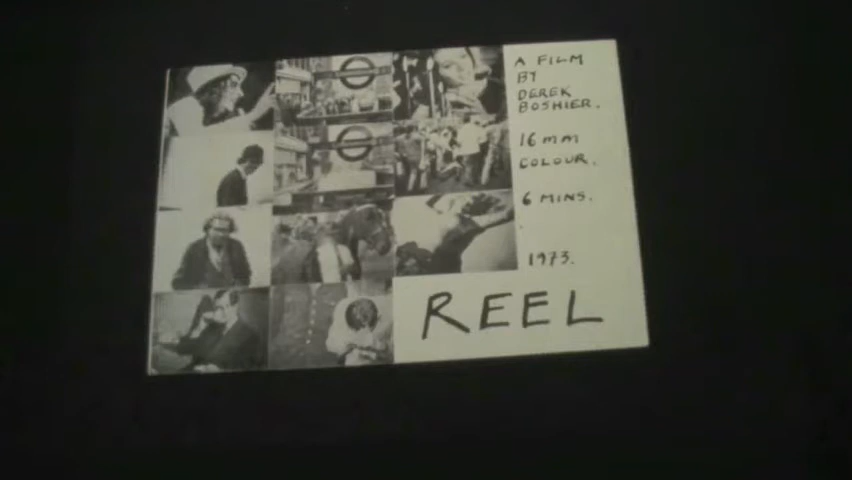 A FILM
BY
DEREK
BOSHIER.
16 MM
COLOUR.
6 MINS.
1973.
REEL